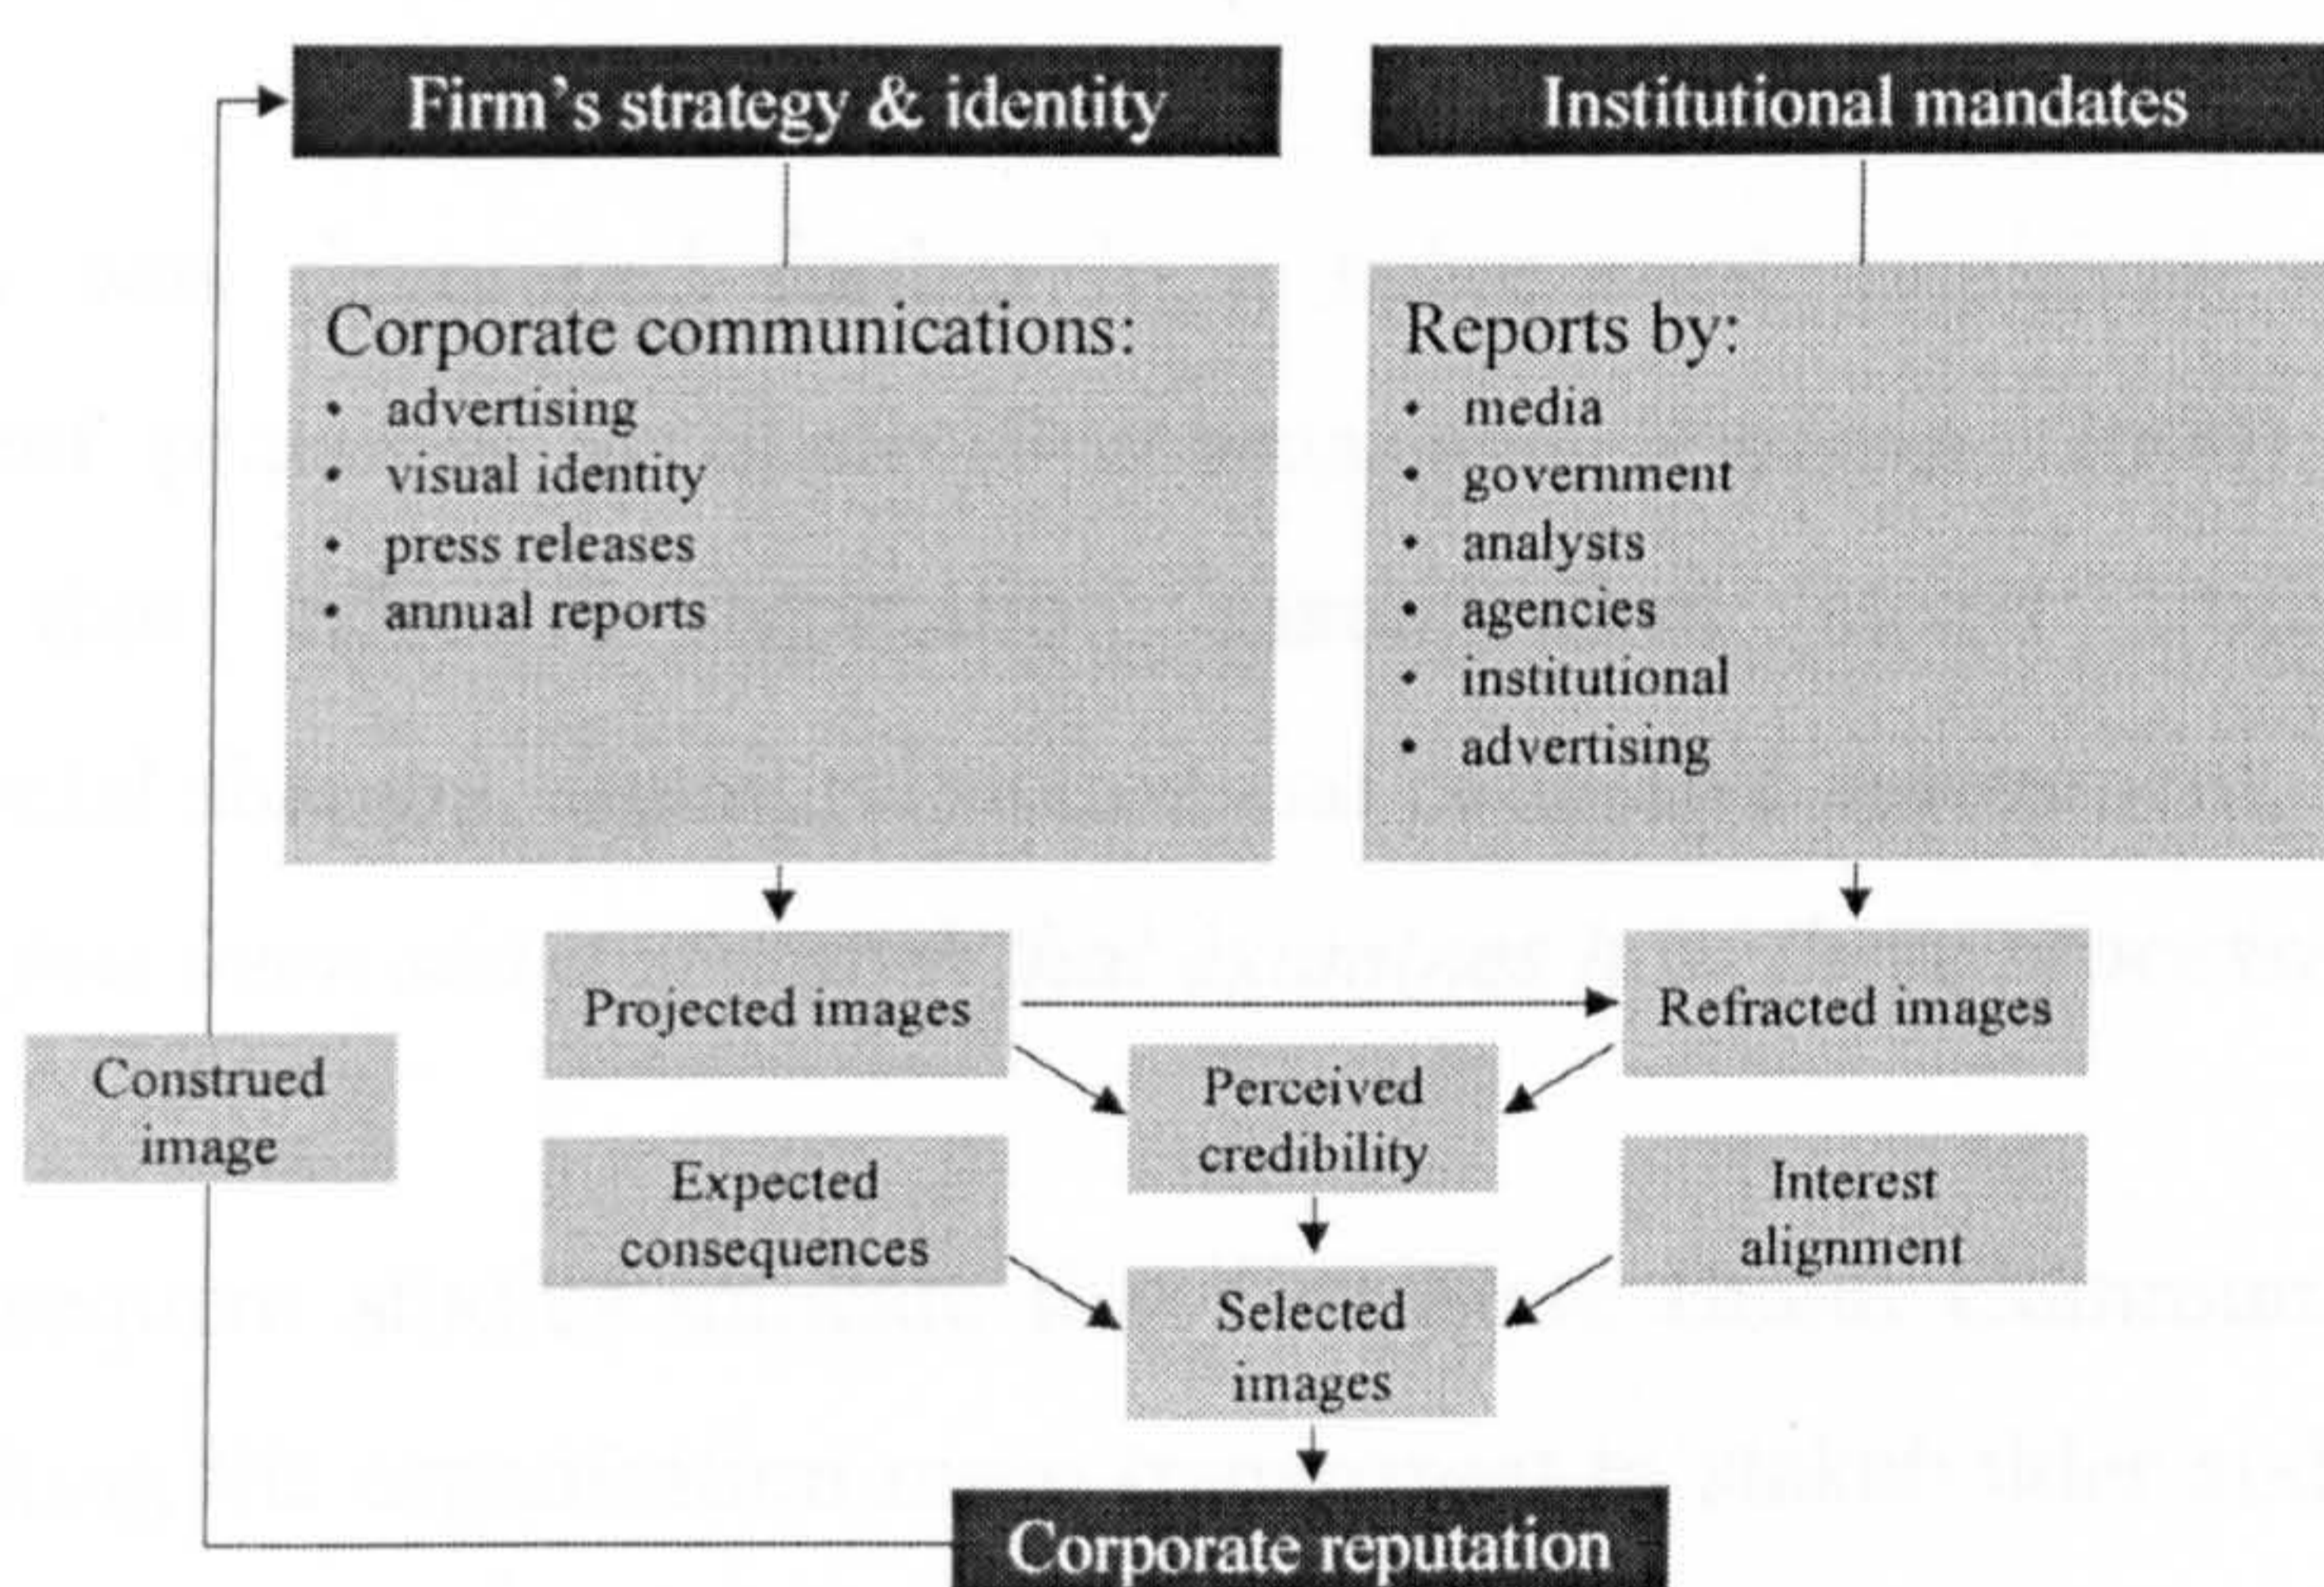 Firm's strategy & identity
Institutional mandates
Corporate communications:
• advertising
• visual identity
• press releases
• annual reports
Reports by:
• media
• government
• analysts
• agencies
• institutional
• advertising
Projected images
Refracted images
Construed
image
Perceived
credibility
Expected
consequences
Interest
alignment
Selected
images
Corporate reputation